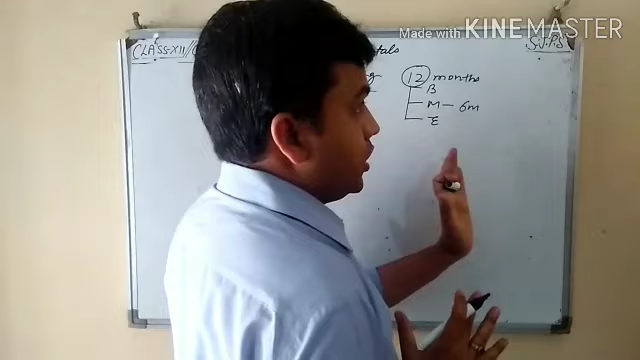 Made with KINEMASTER
CLASS-XII/ S.J.P.S
12 months
B
M — 6m
E